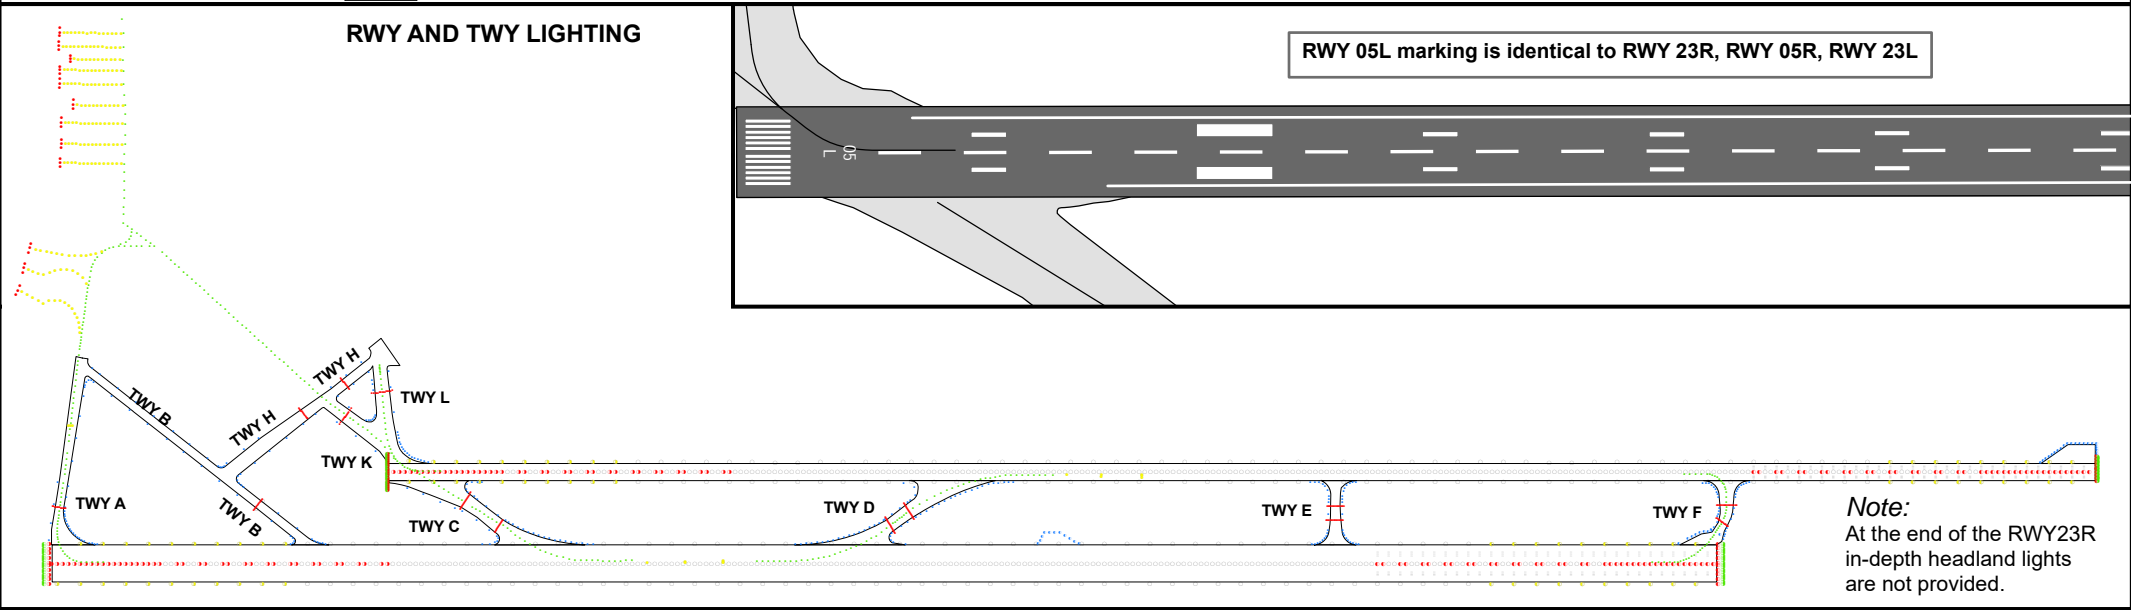 RWY AND TWY LIGHTING
RWY 05L marking is identical to RWY 23R, RWY 05R, RWY 23L
05
L
TWY H
TWY B
TWY H
TWY L
TWY K
TWY A
TWY B
TWY C
TWY D
TWY E
TWY F
Note:
At the end of the RWY23R
in-depth headland lights
are not provided.